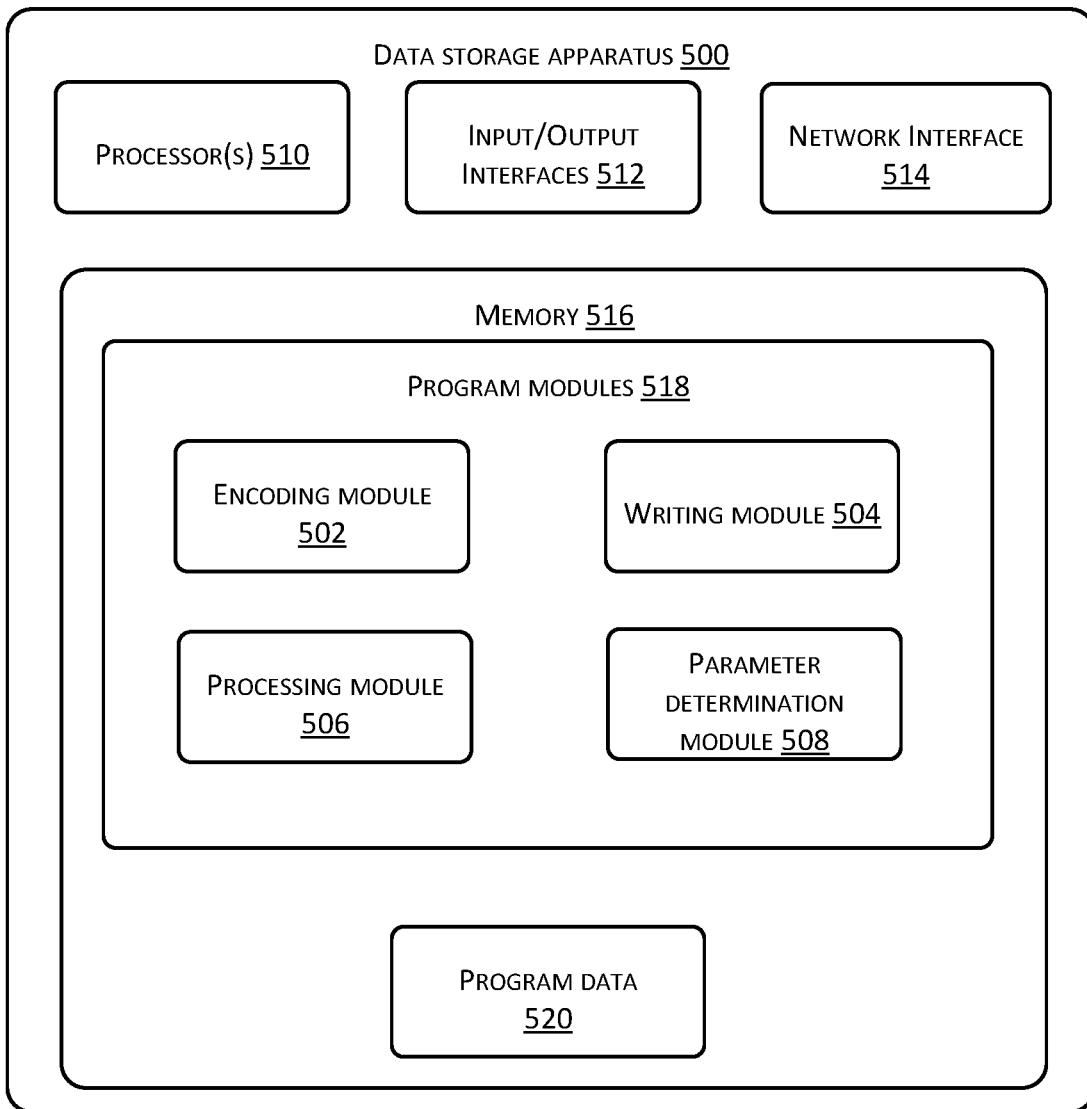 DATA STORAGE APPARATUS 500
PROCESSOR(S) 510
INPUT/OUTPUT
INTERFACES 512
NETWORK INTERFACE
514
MEMORY 516
PROGRAM MODULES 518
ENCODING MODULE
502
WRITING MODULE 504
PROCESSING MODULE
506
PARAMETER
DETERMINATION
MODULE 508
PROGRAM DATA
520